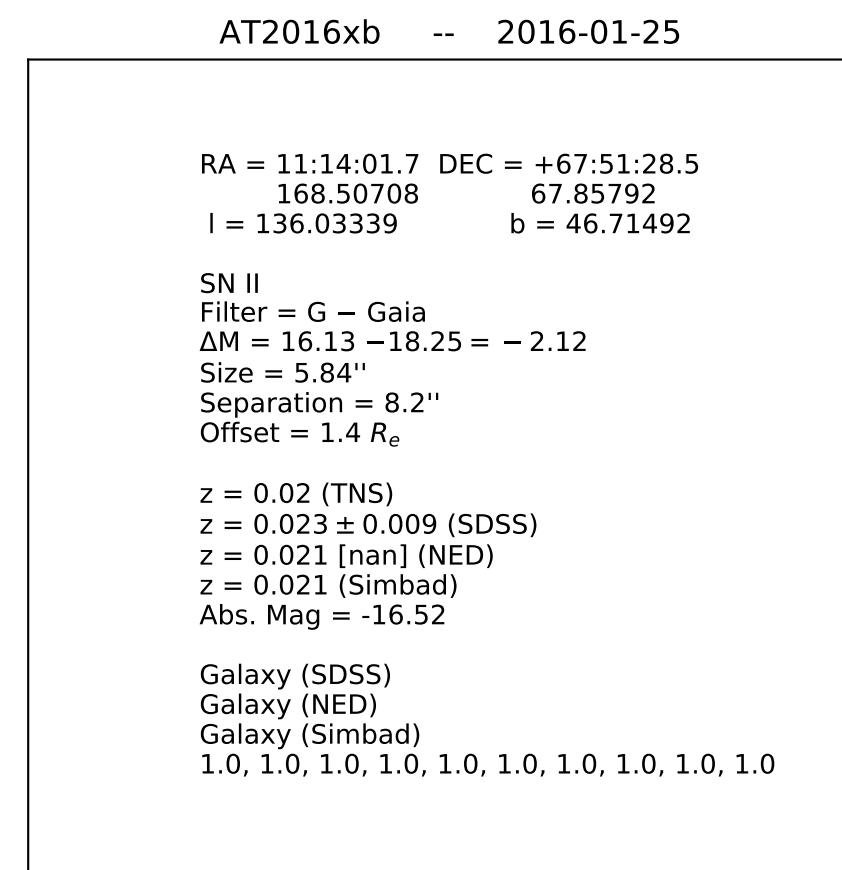 AT2016xb -- 2016-01-25
RA = 11:14:01.7 DEC = +67:51:28.5
168.50708 67.85792
l = 136.03339 b = 46.71492
SN II
Filter = G − Gaia
ΔM = 16.13 −18.25 = − 2.12
Size = 5.84''
Separation = 8.2''
Offset = 1.4 Rₑ
z = 0.02 (TNS)
z = 0.023 ± 0.009 (SDSS)
z = 0.021 [nan] (NED)
z = 0.021 (Simbad)
Abs. Mag = -16.52
Galaxy (SDSS)
Galaxy (NED)
Galaxy (Simbad)
1.0, 1.0, 1.0, 1.0, 1.0, 1.0, 1.0, 1.0, 1.0, 1.0